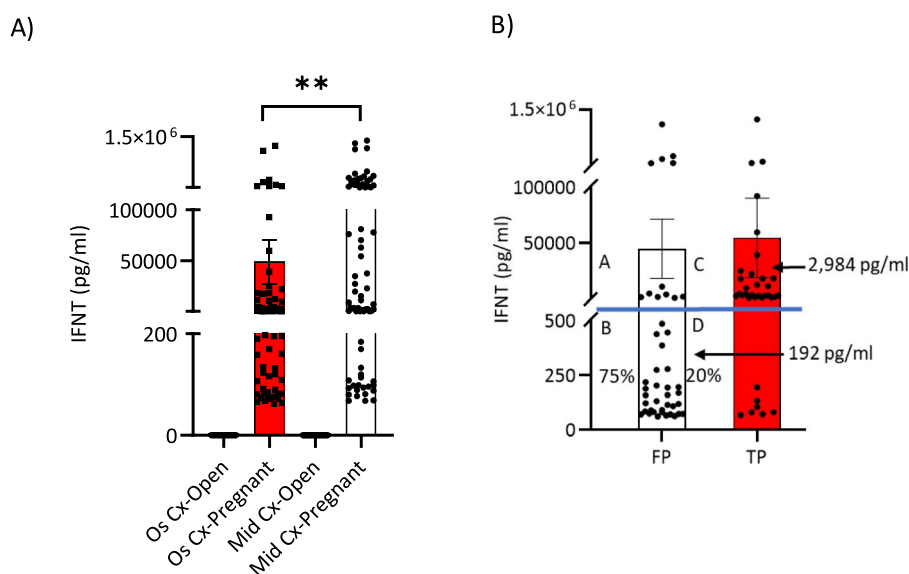 A)
**
1.5×10⁶
100000
50000
200
0
IFNT (pg/ml)
Os Cx-Open
Os Cx-Pregnant
Mid Cx-Open
Mid Cx-Pregnant
B)
1.5×10⁶
100000
50000
500
250
0
IFNT (pg/ml)
A
C
B
D
75%
20%
2,984 pg/ml
192 pg/ml
FP
TP